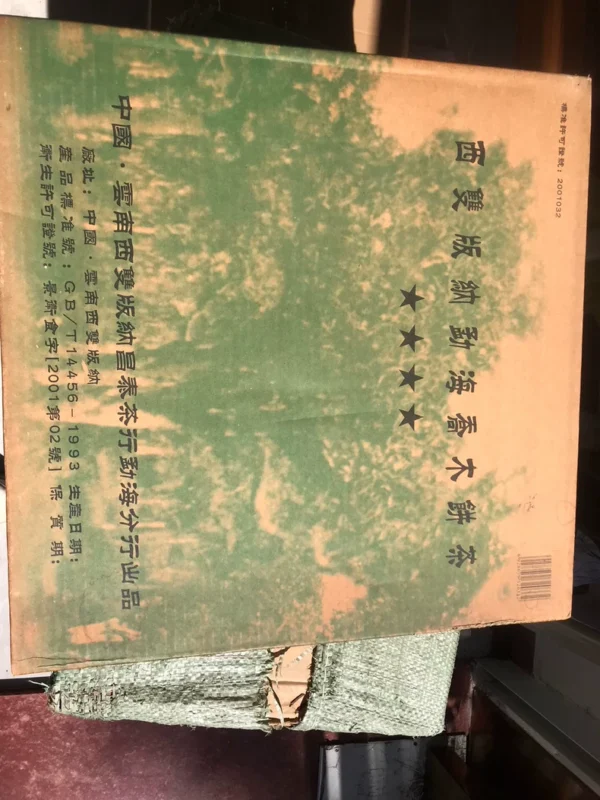 準准許可證號：2001032
西雙版納勐海喬木餅茶
★★★★
中國·雲南西雙版納昌泰茶行勐海分行出品
廠址：中國·雲南西雙版納
產品標准號：GB/T14456-1993 生產日期：
衛生許可證號：景衛食字[2001第02號] 保質期：